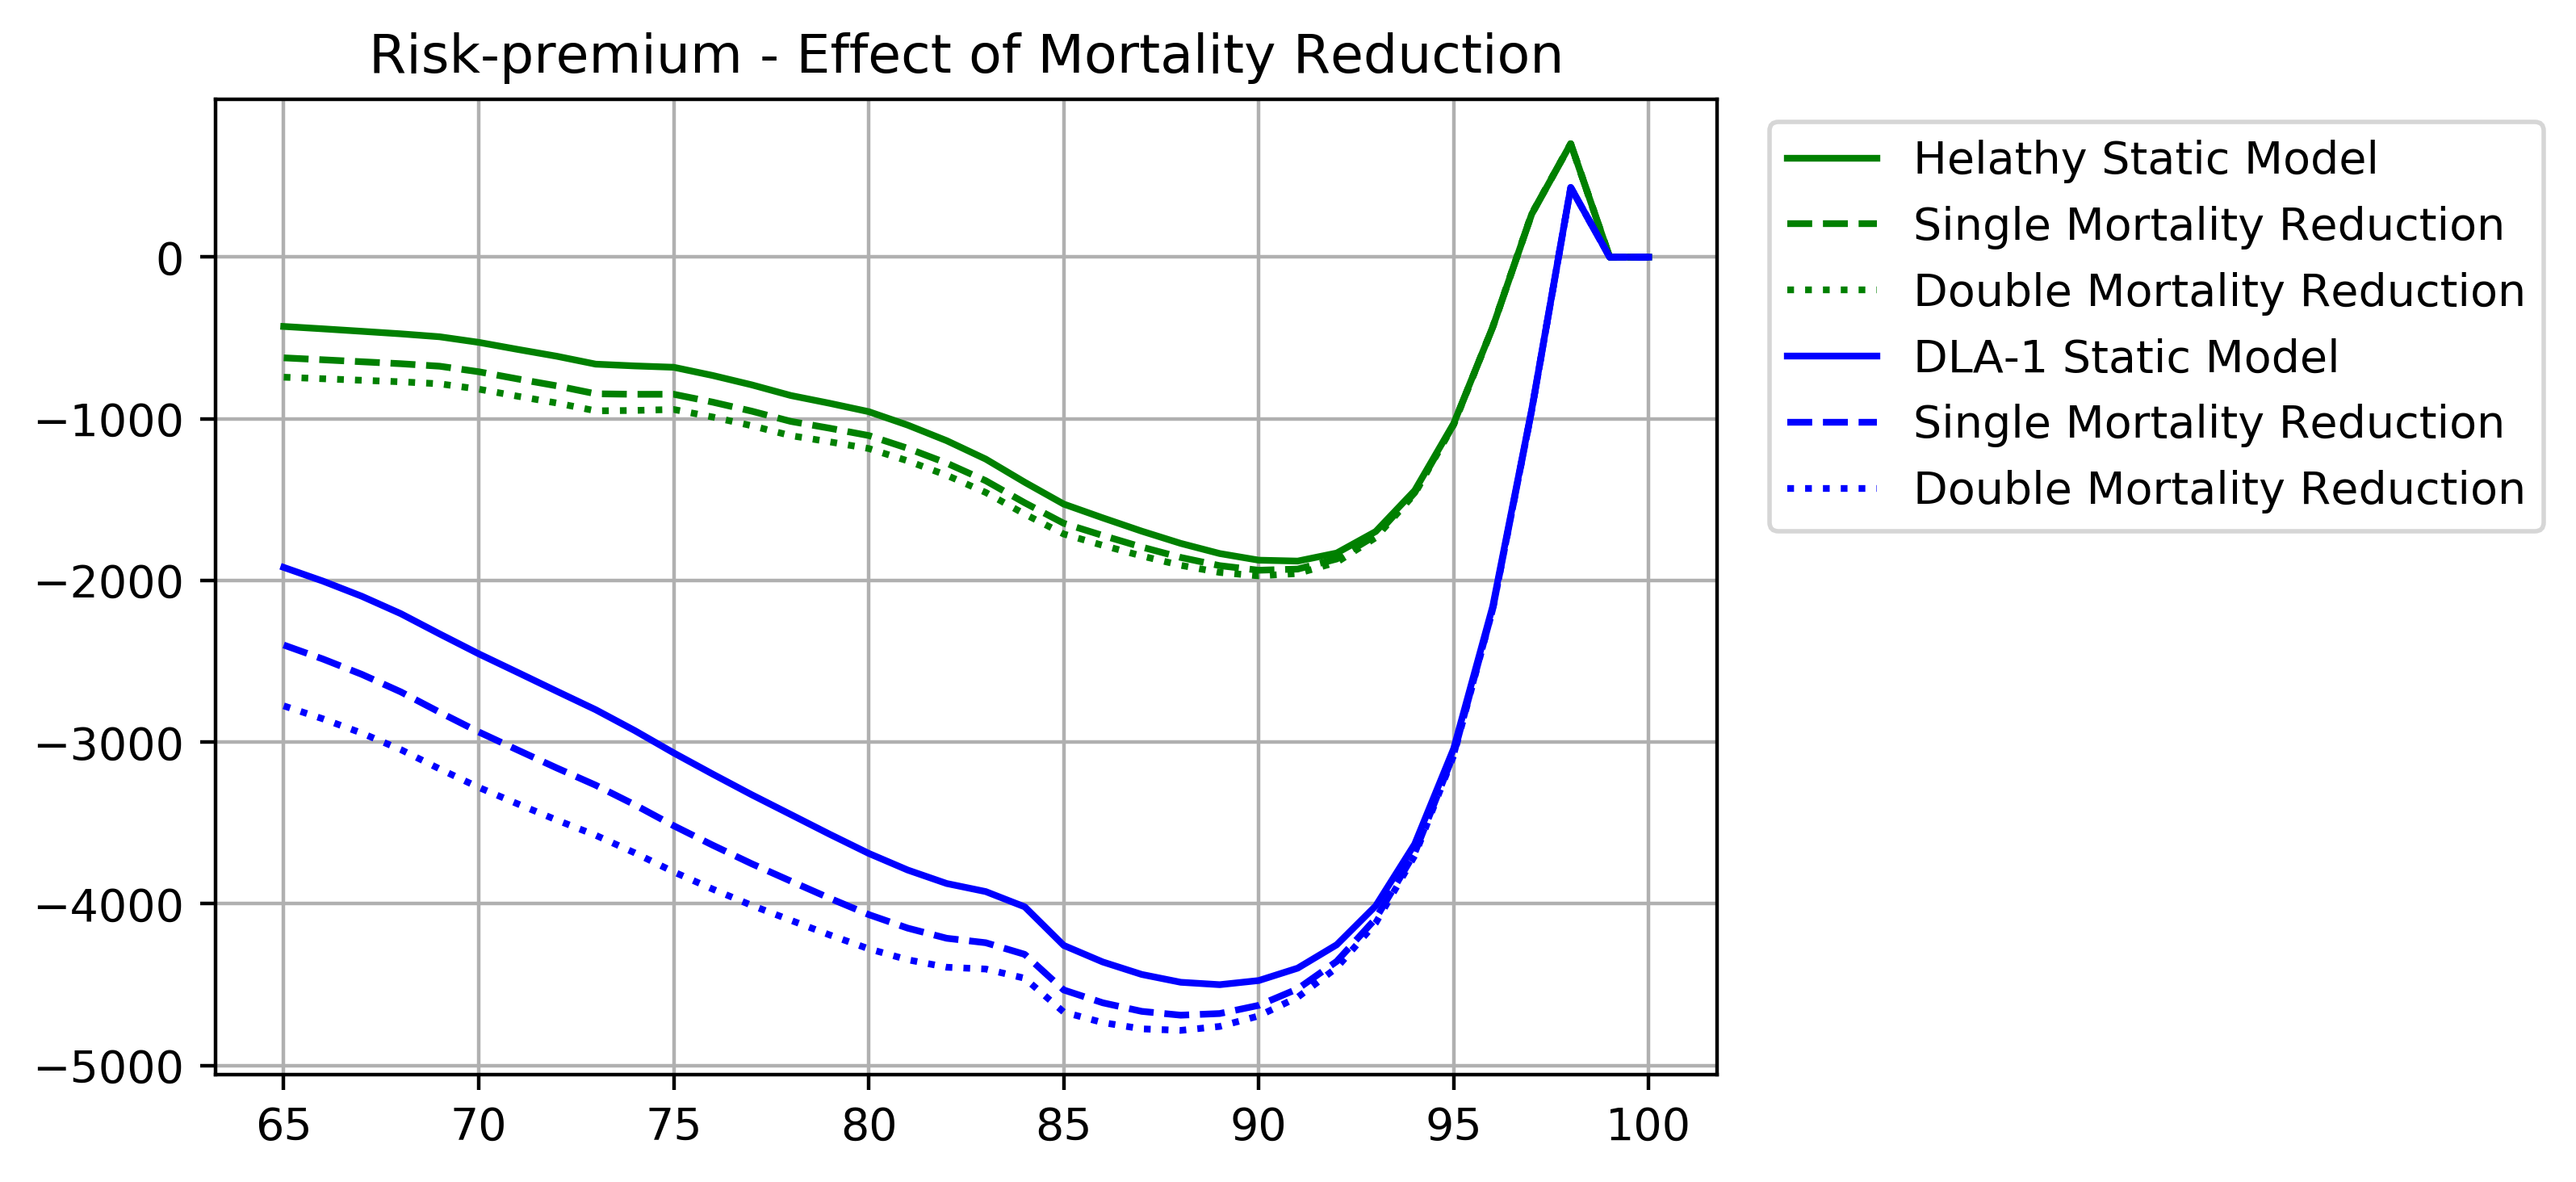 Risk-premium - Effect of Mortality Reduction
Helathy Static Model
Single Mortality Reduction
Double Mortality Reduction
DLA-1 Static Model
Single Mortality Reduction
Double Mortality Reduction
0
−1000
−2000
−3000
−4000
−5000
65 70 75 80 85 90 95 100